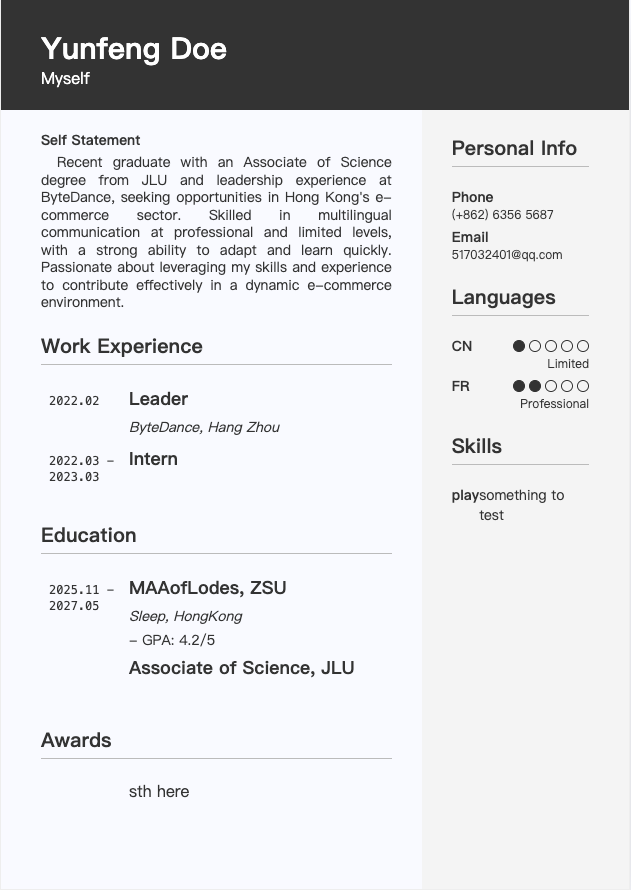 Yunfeng Doe
Myself
Self Statement
Recent graduate with an Associate of Science
degree from JLU and leadership experience at
ByteDance, seeking opportunities in Hong Kong's e-
commerce sector. Skilled in multilingual
communication at professional and limited levels,
with a strong ability to adapt and learn quickly.
Passionate about leveraging my skills and experience
to contribute effectively in a dynamic e-commerce
environment.
Work Experience
2022.02 Leader
ByteDance, Hang Zhou
2022.03 - Intern
2023.03
Education
2025.11 - MAAofLodes, ZSU
2027.05
Sleep, HongKong
- GPA: 4.2/5
Associate of Science, JLU
Awards
sth here
Personal Info
Phone
(+862) 6356 5687
Email
517032401@qq.com
Languages
CN
Limited
FR
Professional
Skills
playsomething to
test